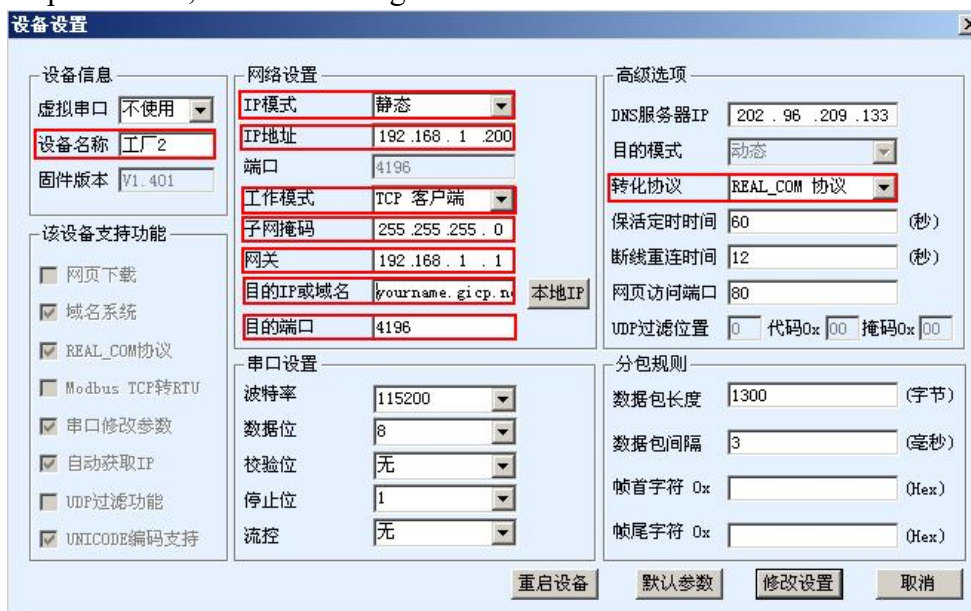 设备设置
设备信息
虚拟串口 不使用
设备名称 工厂2
固件版本 V1.401
该设备支持功能
网页下载
域名系统
REAL_COM协议
Modbus TCP转RTU
串口修改参数
自动获取IP
UDP过滤功能
UNICODE编码支持
网络设置
IP模式 静态
IP地址 192.168. 1 .200
端口 4196
工作模式 TCP 客户端
子网掩码 255.255.255. 0
网关 192.168. 1 . 1
目的IP或域名 yourname.gicp.n 本地IP
目的端口 4196
串口设置
波特率 115200
数据位 8
校验位 无
停止位 1
流控 无
高级选项
DNS服务器IP 202 . 96 .209 .133
目的模式 动态
转化协议 REAL_COM 协议
保活定时时间 60 (秒)
断线重连时间 12 (秒)
网页访问端口 80
UDP过滤位置 0 代码0x 00 掩码0x 00
分包规则
数据包长度 1300 (字节)
数据包间隔 3 (毫秒)
帧首字符 0x (Hex)
帧尾字符 0x (Hex)
重启设备 默认参数 修改设置 取消